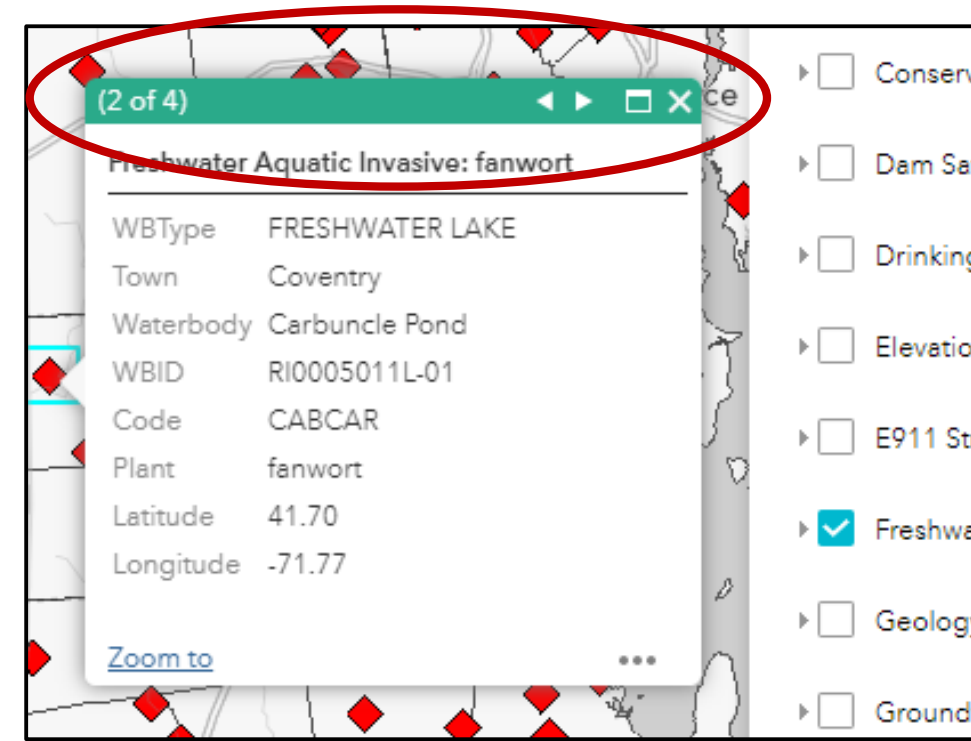 (2 of 4)
ce
Freshwater Aquatic Invasive: fanwort
WBType FRESHWATER LAKE
Town Coventry
Waterbody Carbuncle Pond
WBID RI0005011L-01
Code CABCAR
Plant fanwort
Latitude 41.70
Longitude -71.77
Zoom to
Conserv
Dam Sa
Drinking
Elevatio
E911 St
Freshwa
Geology
Ground